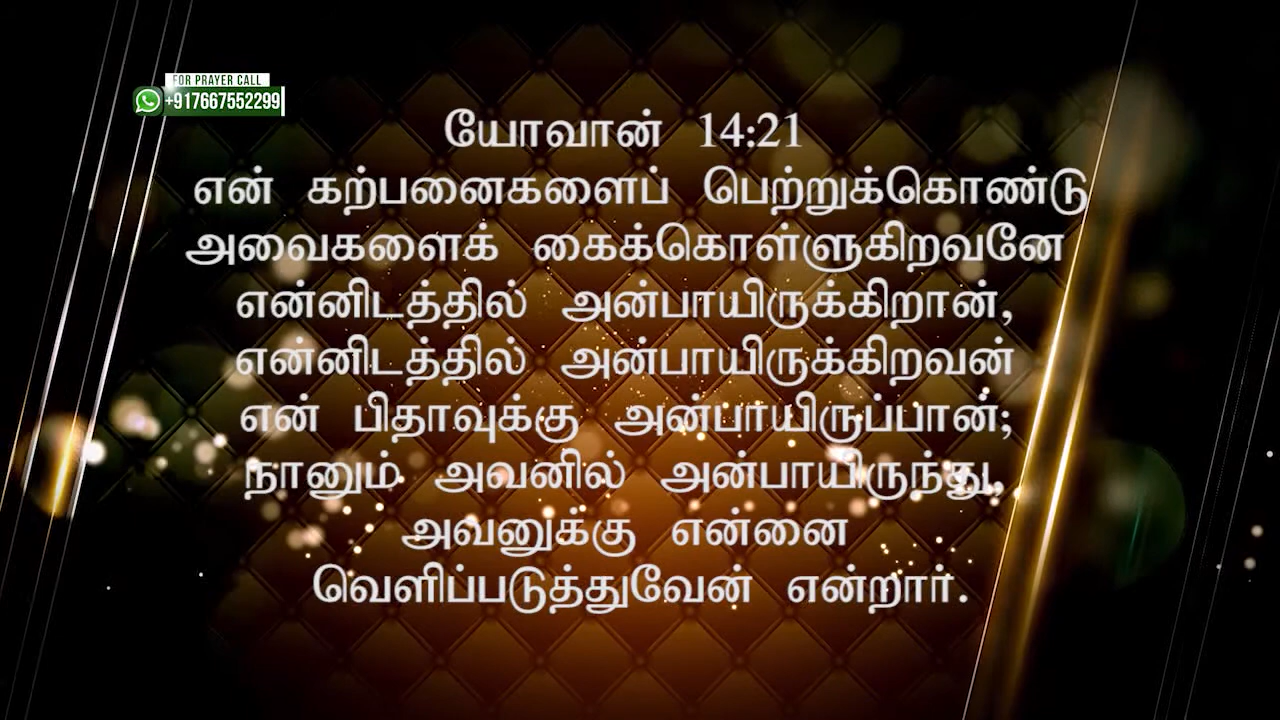 FOR PRAYER CALL
+917667552299
யோவான் 14:21
என் கற்பனைகளைப் பெற்றுக்கொண்டு
அவைகளைக் கைக்கொள்ளுகிறவனே
என்னிடத்தில் அன்பாயிருக்கிறான்,
என்னிடத்தில் அன்பாயிருக்கிறவன்
என் பிதாவுக்கு அன்பாயிருப்பான்;
நானும் அவனில் அன்பாயிருந்து,
அவனுக்கு என்னை
வெளிப்படுத்துவேன் என்றார்.